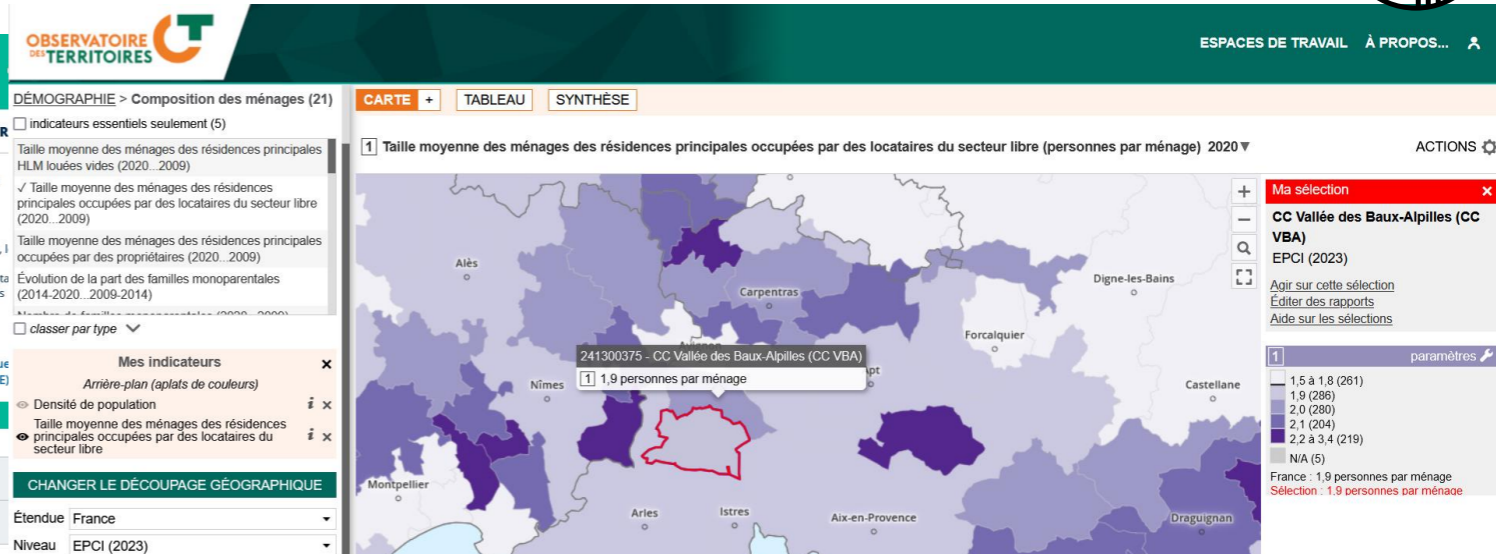 OBSERVATOIRE
DES TERRITOIRES
ESPACES DE TRAVAIL À PROPOS...
DÉMOGRAPHIE > Composition des ménages (21)
indicateurs essentiels seulement (5)
Taille moyenne des ménages des résidences principales
HLM louées vides (2020...2009)
✓ Taille moyenne des ménages des résidences
principales occupées par des locataires du secteur libre
(2020...2009)
Taille moyenne des ménages des résidences principales
occupées par des propriétaires (2020...2009)
Évolution de la part des familles monoparentales
(2014-2020...2009-2014)
classer par type
Mes indicateurs x
Arrière-plan (aplats de couleurs)
Densité de population i x
Taille moyenne des ménages des résidences
principales occupées par des locataires du i x
secteur libre
CHANGER LE DÉCOUPAGE GÉOGRAPHIQUE
Étendue France
Niveau EPCI (2023)
CARTE + TABLEAU SYNTHÈSE
1 Taille moyenne des ménages des résidences principales occupées par des locataires du secteur libre (personnes par ménage) 2020 ▼
ACTIONS
Alès
Digne-les-Bains
Carpentras
Forcalquier
241300375 - CC Vallée des Baux-Alpilles (CC VBA)
1 1,9 personnes par ménage
Nîmes
Castellane
Montpellier
Arles
Istres
Aix-en-Provence
Draguignan
+
−
Ma sélection x
CC Vallée des Baux-Alpilles (CC
VBA)
EPCI (2023)
Agir sur cette sélection
Éditer des rapports
Aide sur les sélections
1 paramètres
1,5 à 1,8 (261)
1,9 (286)
2,0 (280)
2,1 (204)
2,2 à 3,4 (219)
N/A (5)
France : 1,9 personnes par ménage
Sélection : 1,9 personnes par ménage